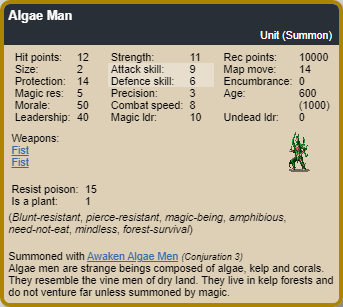 Algae Man
Unit (Summon)
Hit points: 12 Strength: 11 Rec points: 10000
Size: 2 Attack skill: 9 Map move: 14
Protection: 14 Defence skill: 6 Encumbrance: 0
Magic res: 5 Precision: 3 Age: 600
Morale: 50 Combat speed: 8 (1000)
Leadership: 40 Magic ldr: 10 Undead ldr: 0
Weapons:
Fist
Fist
Resist poison: 15
Is a plant: 1
(Blunt-resistant, pierce-resistant, magic-being, amphibious,
need-not-eat, mindless, forest-survival)
Summoned with Awaken Algae Men (Conjuration 3)
Algae men are strange beings composed of algae, kelp and corals.
They resemble the vine men of dry land. They live in kelp forests and
do not venture far unless summoned by magic.